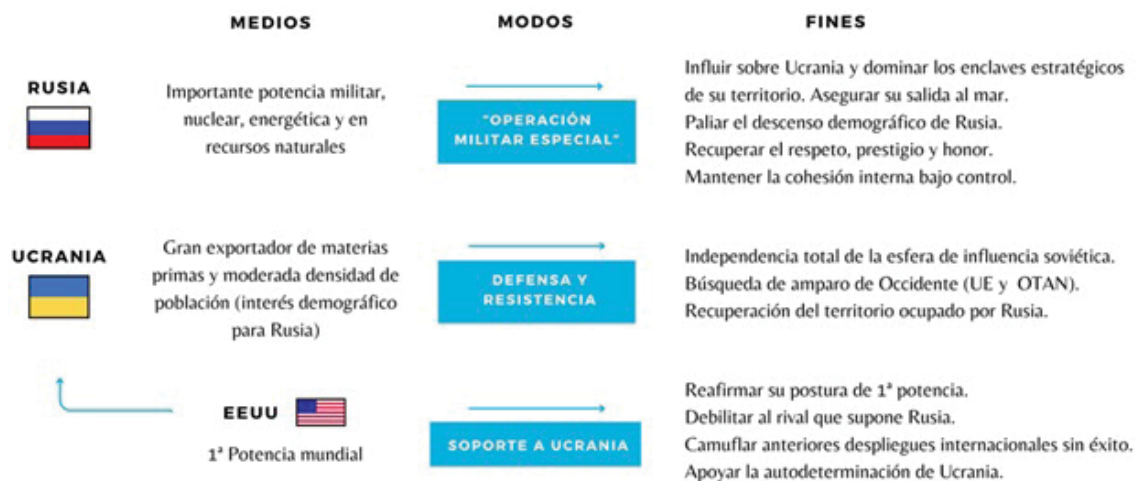 MEDIOS
MODOS
FINES
RUSIA
Importante potencia militar,
nuclear, energética y en
recursos naturales
"OPERACIÓN
MILITAR ESPECIAL"
Influir sobre Ucrania y dominar los enclaves estratégicos
de su territorio. Asegurar su salida al mar.
Paliar el descenso demográfico de Rusia.
Recuperar el respeto, prestigio y honor.
Mantener la cohesión interna bajo control.
UCRANIA
Gran exportador de materias
primas y moderada densidad de
población (interés demográfico
para Rusia)
DEFENSA Y
RESISTENCIA
Independencia total de la esfera de influencia soviética.
Búsqueda de amparo de Occidente (UE y OTAN).
Recuperación del territorio ocupado por Rusia.
EEUU
1ª Potencia mundial
SOPORTE A UCRANIA
Reafirmar su postura de 1ª potencia.
Debilitar al rival que supone Rusia.
Camuflar anteriores despliegues internacionales sin éxito.
Apoyar la autodeterminación de Ucrania.